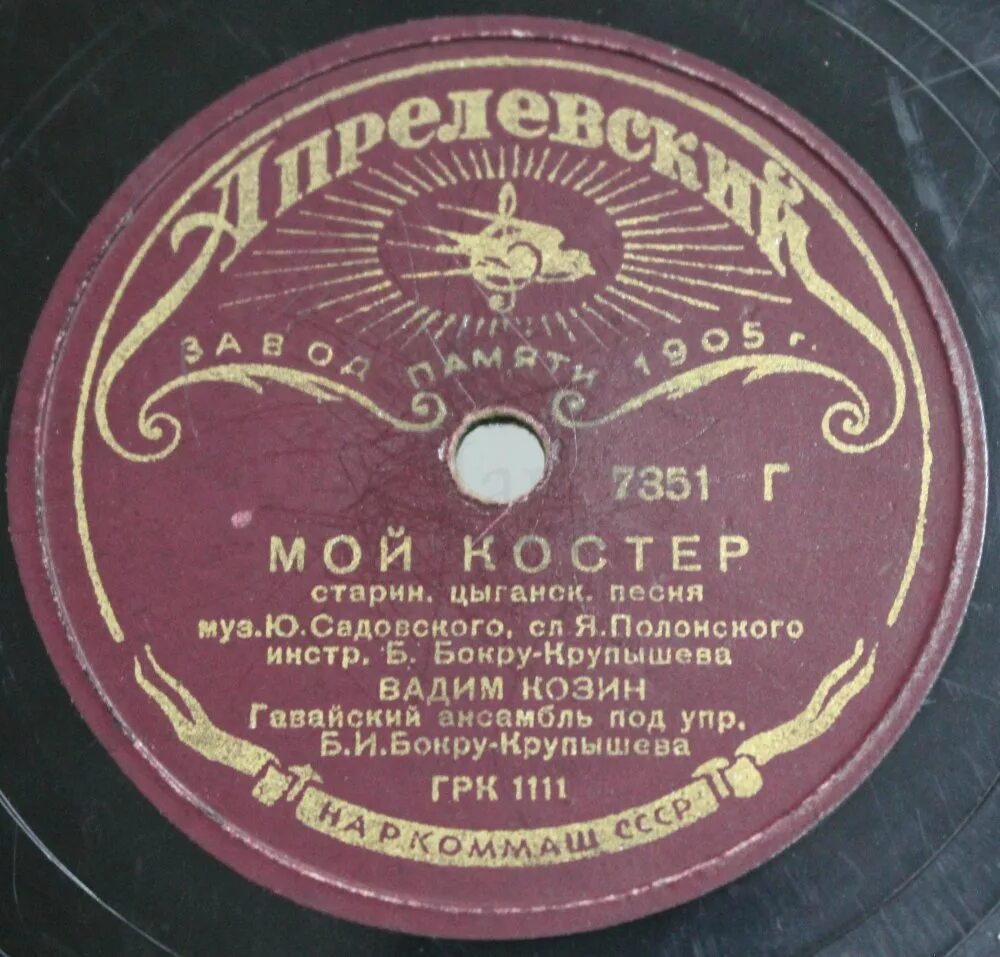 Апрелевский
ЗАВОД ПАМЯТИ 1905 г.
7351 Г
МОЙ КОСТЕР
старин. цыганск. песня
муз.Ю.Садовского, сл Я.Полонского
инстр. Б. Бокру-Крупышева
ВАДИМ КОЗИН
Гавайский ансамбль под упр.
Б.И.Бокру-Крупышева
ГРК 1111
НАРКОММАШ СССР